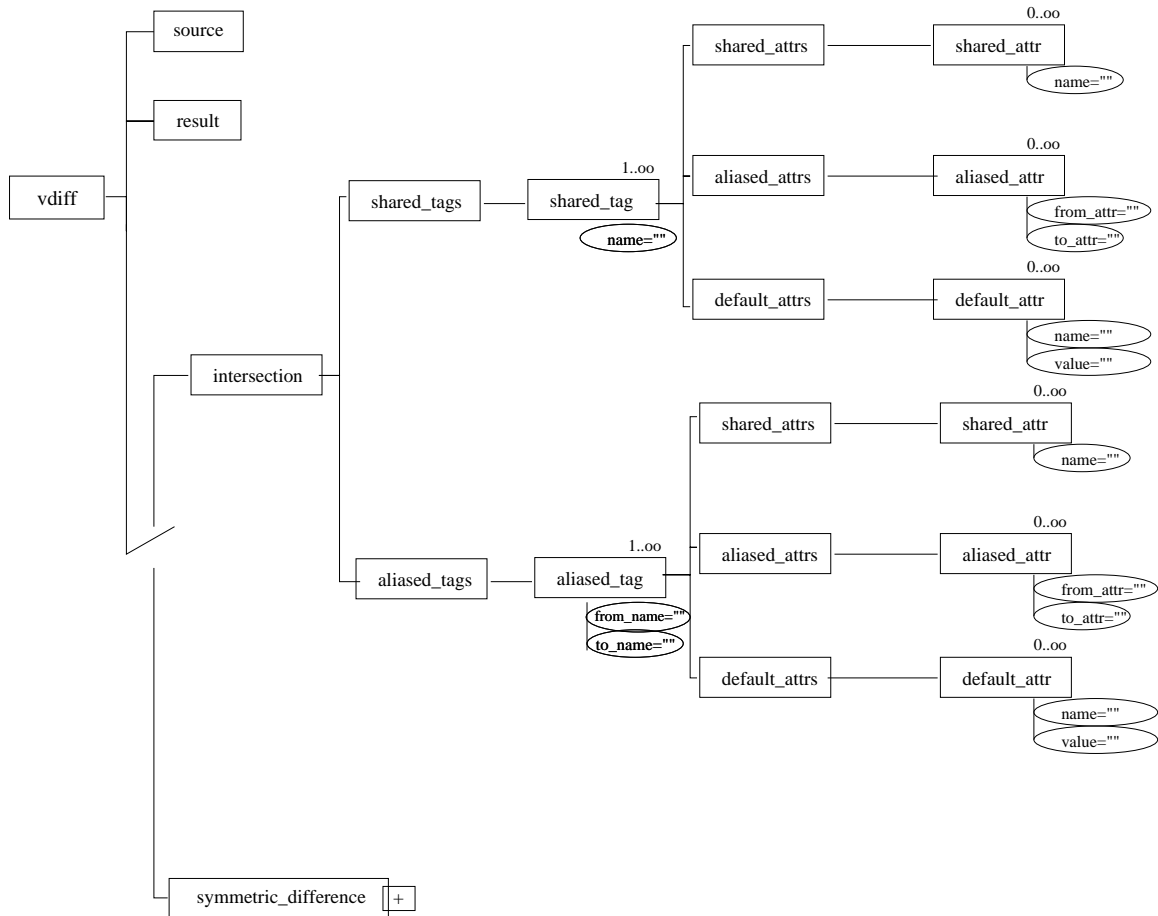 0..oo
source
shared_attrs
shared_attr
name=""
result
0..oo
1..oo
aliased_attrs
aliased_attr
vdiff
shared_tags
shared_tag
from_attr=""
name=""
to_attr=""
0..oo
default_attrs
default_attr
name=""
value=""
intersection
0..oo
shared_attrs
shared_attr
name=""
0..oo
1..oo
aliased_attrs
aliased_attr
aliased_tags
aliased_tag
from_attr=""
from_name=""
to_attr=""
to_name=""
0..oo
default_attrs
default_attr
name=""
value=""
symmetric_difference +